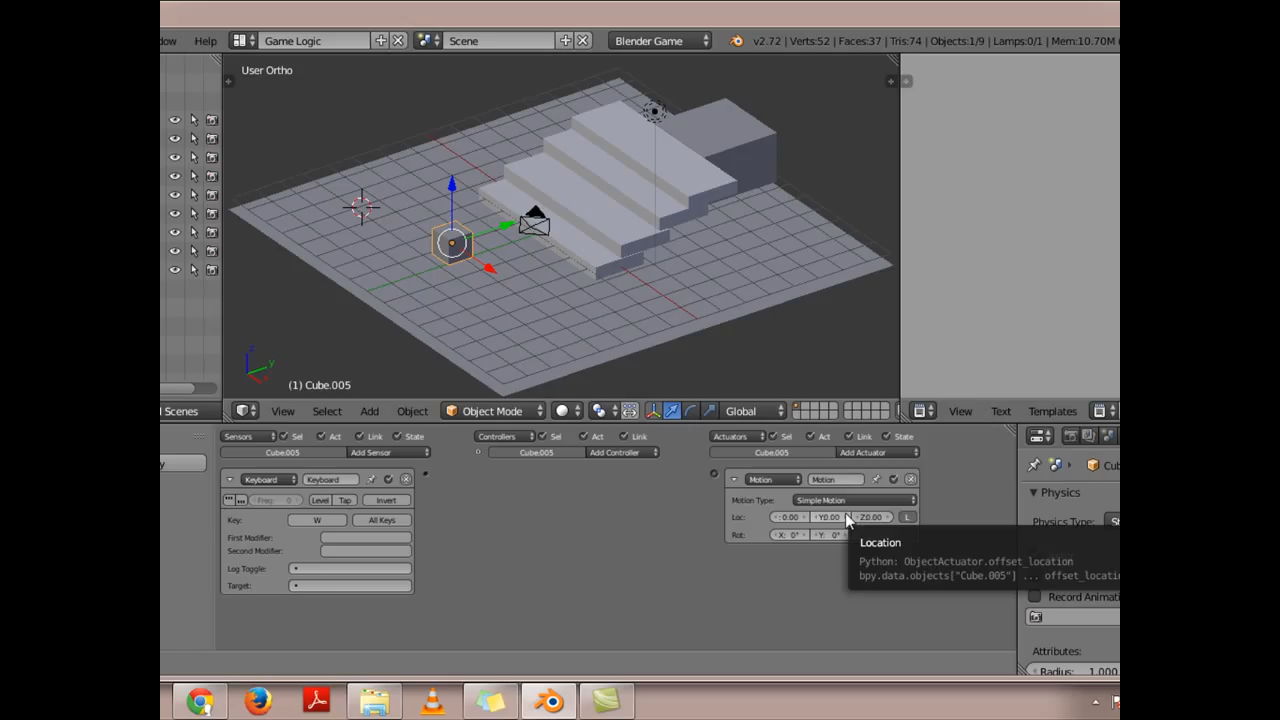 dow Help Game Logic Scene Blender Game v2.72 | Verts:52 | Faces:37 | Tris:74 | Objects:1/9 | Lamps:0/1 | Mem:10.70M
User Ortho
z
y
x
(1) Cube.005
l Scenes View Select Add Object Object Mode Global View Text Templates
Sensors Sel Act Link State Controllers Sel Act Link Actuators Sel Act Link State
Cube.005 Add Sensor Cube.005 Add Controller Cube.005 Add Actuator
y Cub
Keyboard Keyboard Motion Motion
Physics
Freq: 0 Level Tap Invert Motion Type: Simple Motion
Key: W All Keys Loc: : 0.00 Y0.00 Z0.00 L
Physics Type: St
First Modifier: Rot: X: 0° Y: 0°
Second Modifier: Location
Log Toggle: Python: ObjectActuator.offset_location
Target: bpy.data.objects["Cube.005"] ... offset_locatio
Record Animati
Attributes:
Radius: 1.000